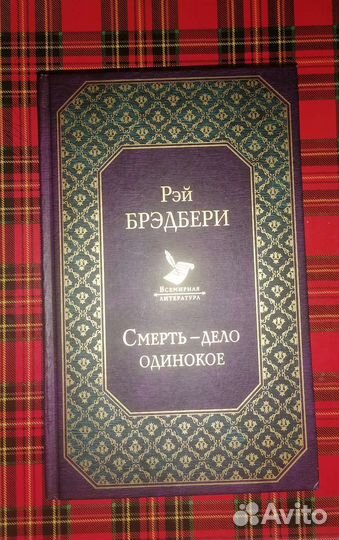 Рэй
БРЭДБЕРИ
Всемирная
литература
Смерть – дело
одинокое
Avito